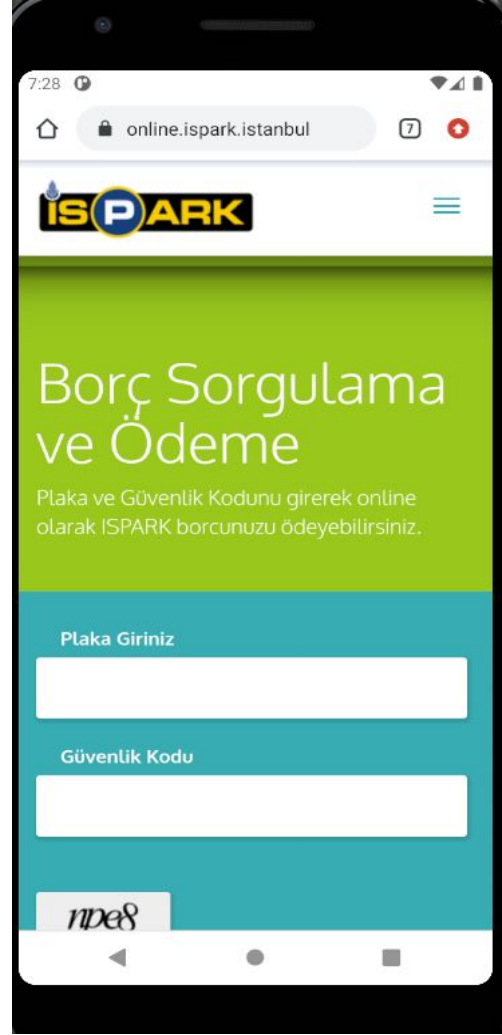 7:28
online.ispark.istanbul
7
iSPARK
Borç Sorgulama
ve Ödeme
Plaka ve Güvenlik Kodunu girerek online
olarak ISPARK borcunuzu ödeyebilirsiniz.
Plaka Giriniz
Güvenlik Kodu
npe8